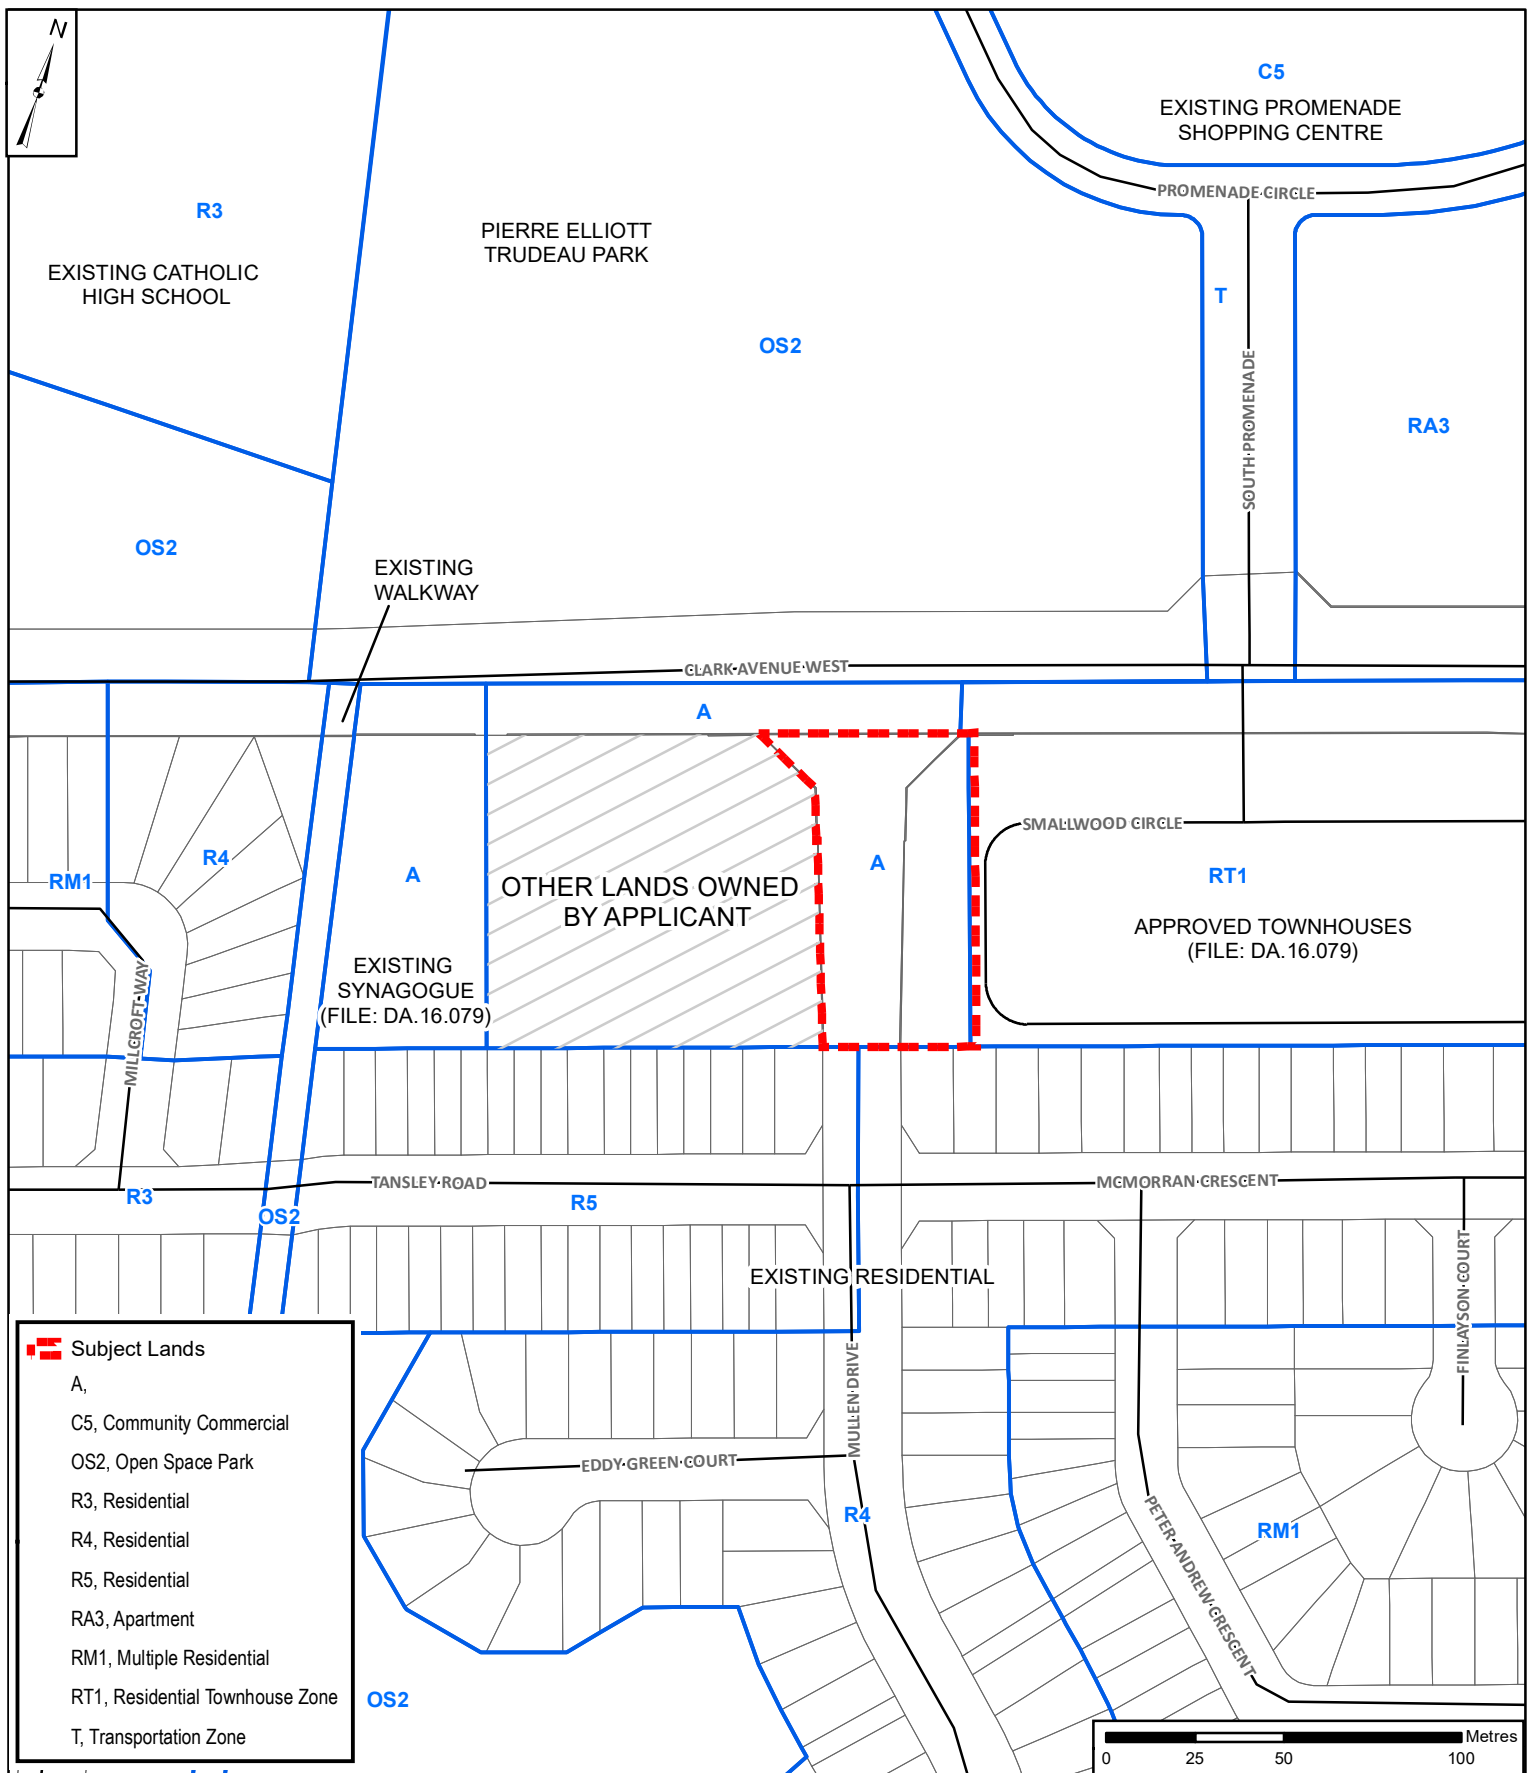 N
C5
EXISTING PROMENADE
SHOPPING CENTRE
PROMENADE CIRCLE
R3
PIERRE ELLIOTT
TRUDEAU PARK
EXISTING CATHOLIC
HIGH SCHOOL
T
OS2
SOUTH PROMENADE
RA3
OS2
EXISTING
WALKWAY
CLARK AVENUE WEST
A
SMALLWOOD CIRCLE
R4
RM1
A
A
RT1
OTHER LANDS OWNED
BY APPLICANT
APPROVED TOWNHOUSES
(FILE: DA.16.079)
EXISTING
SYNAGOGUE
(FILE: DA.16.079)
MILLCROFT WAY
TANSLEY ROAD
MCMORRAN CRESCENT
R3
R5
OS2
EXISTING RESIDENTIAL
FINLAYSON COURT
MULLEN DRIVE
EDDY GREEN COURT
R4
RM1
PETER ANDREW CRESCENT
OS2
Subject Lands
A,
C5, Community Commercial
OS2, Open Space Park
R3, Residential
R4, Residential
R5, Residential
RA3, Apartment
RM1, Multiple Residential
RT1, Residential Townhouse Zone
T, Transportation Zone
Metres
0 25 50 100